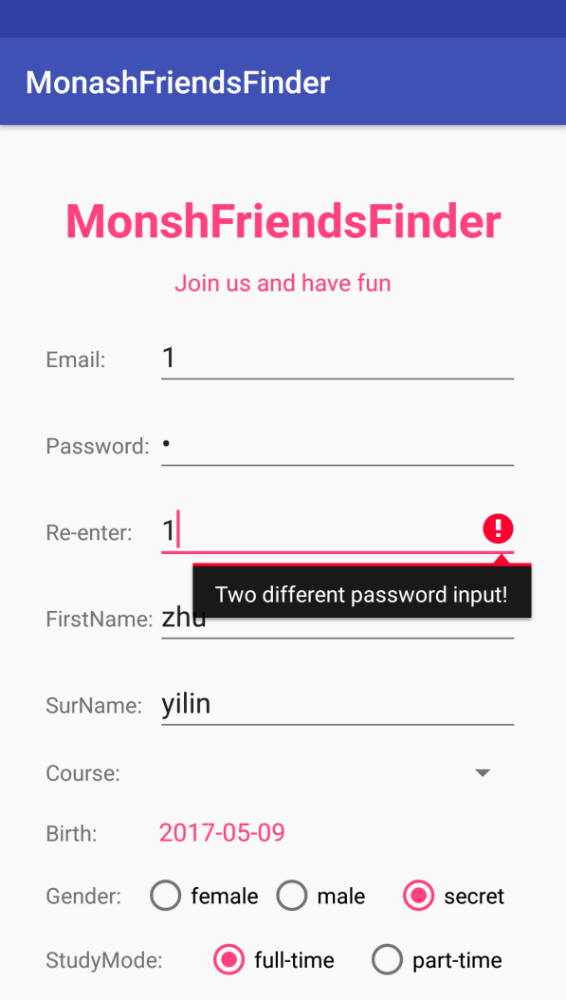 MonashFriendsFinder
MonshFriendsFinder
Join us and have fun
Email: 1
Password: •
Re-enter: 1
Two different password input!
FirstName: zhu
SurName: yilin
Course:
Birth: 2017-05-09
Gender: female male secret
StudyMode: full-time part-time